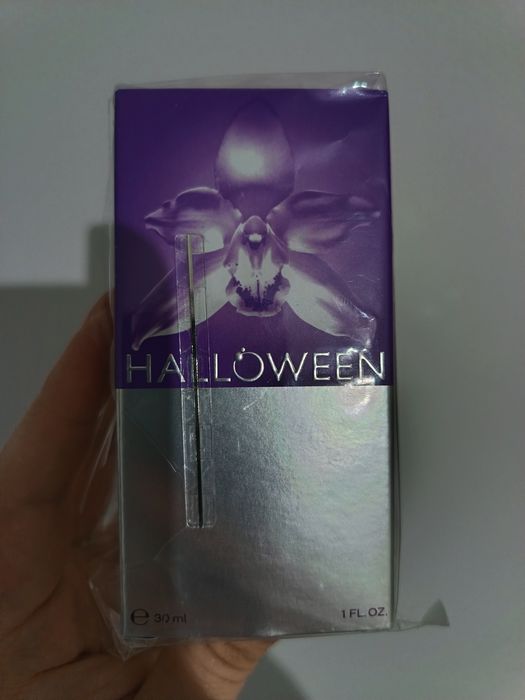 HALLOWEEN
℮ 30 ml
1 FL. OZ.